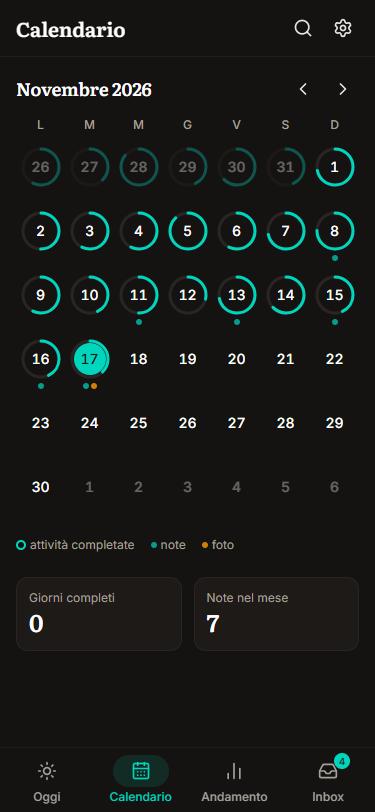 Calendario
Novembre 2026
L M M G V S D
26 27 28 29 30 31 1
2 3 4 5 6 7 8
9 10 11 12 13 14 15
16 17 18 19 20 21 22
23 24 25 26 27 28 29
30 1 2 3 4 5 6
attività completate note foto
Giorni completi Note nel mese
0 7
4
Oggi Calendario Andamento Inbox